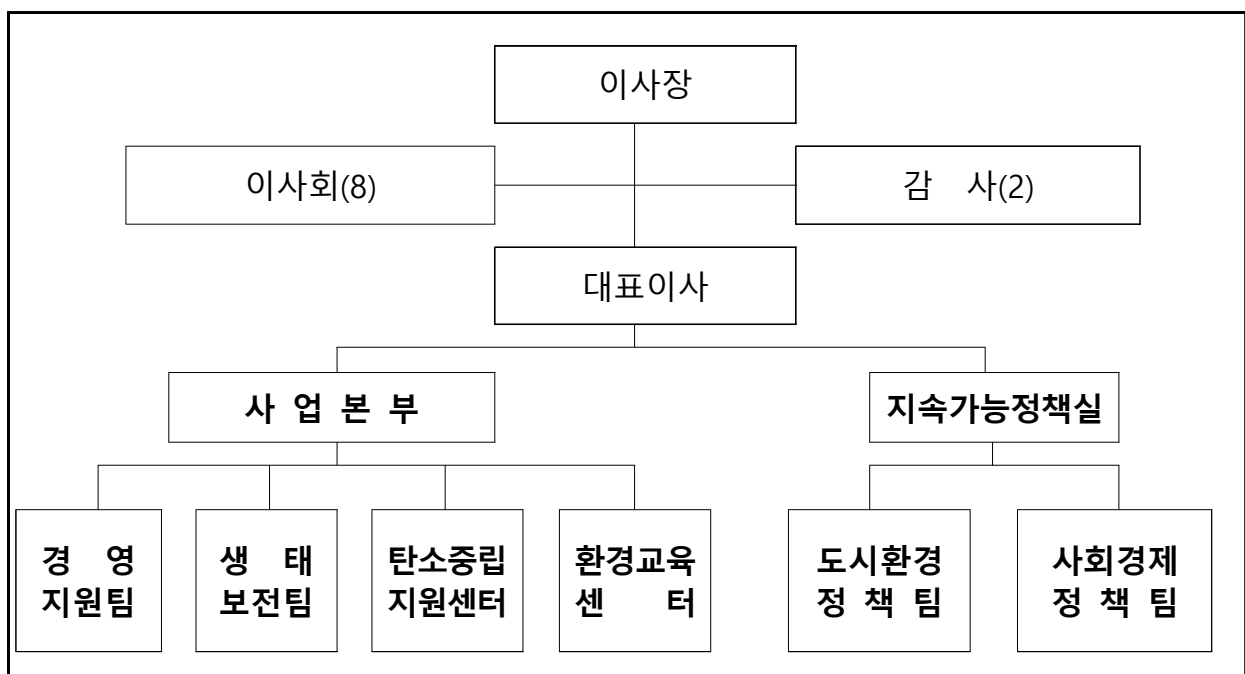 이사장
이사회(8)
감 사(2)
대표이사
사 업 본 부
지속가능정책실
경 영
지원팀
생 태
보전팀
탄소중립
지원센터
환경교육
센 터
도시환경
정 책 팀
사회경제
정 책 팀